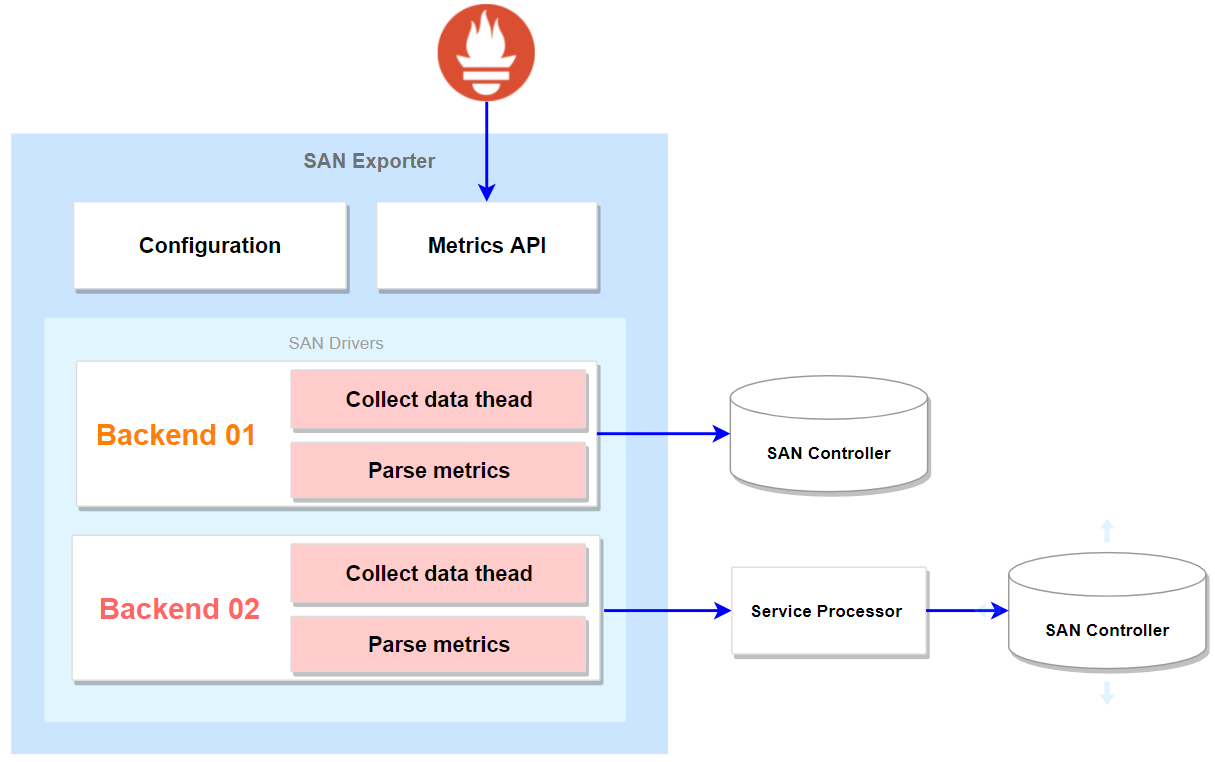 SAN Exporter
Configuration
Metrics API
SAN Drivers
Backend 01
Collect data thead
Parse metrics
SAN Controller
Backend 02
Collect data thead
Parse metrics
Service Processor
SAN Controller